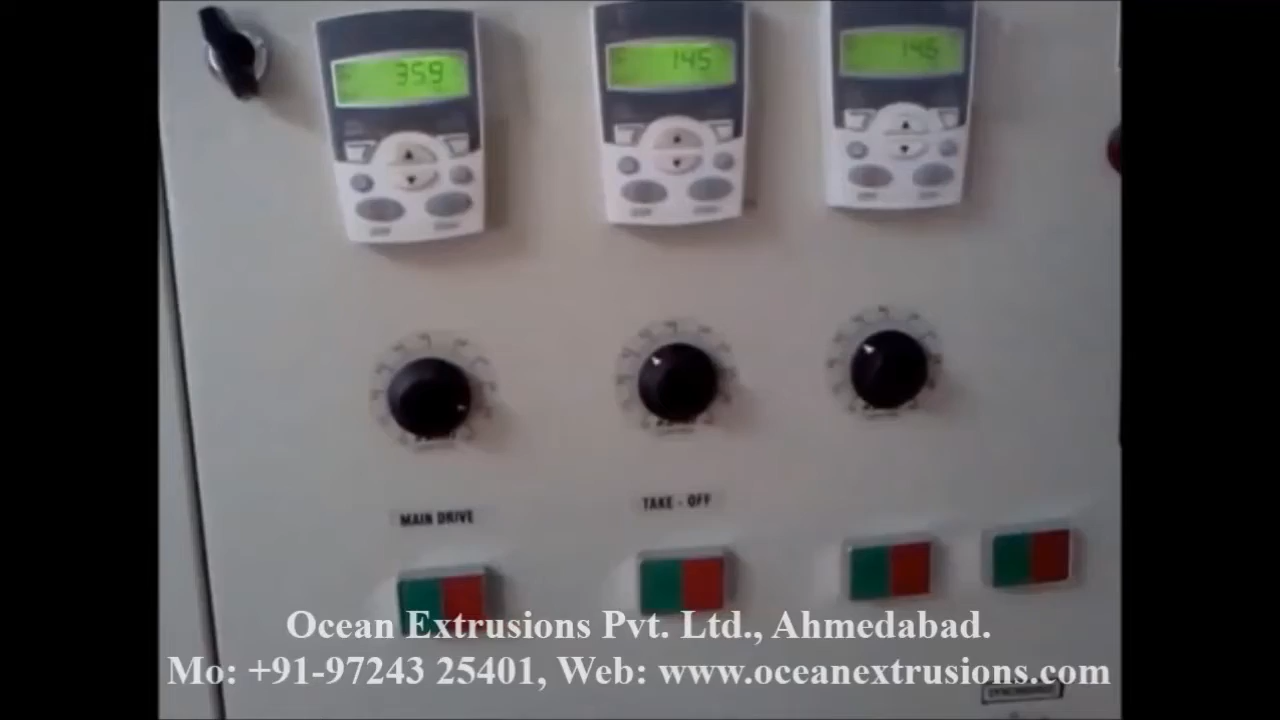 359
145
145
MAIN DRIVE
TAKE - OFF
Ocean Extrusions Pvt. Ltd., Ahmedabad.
Mo: +91-97243 25401, Web: www.oceanextrusions.com